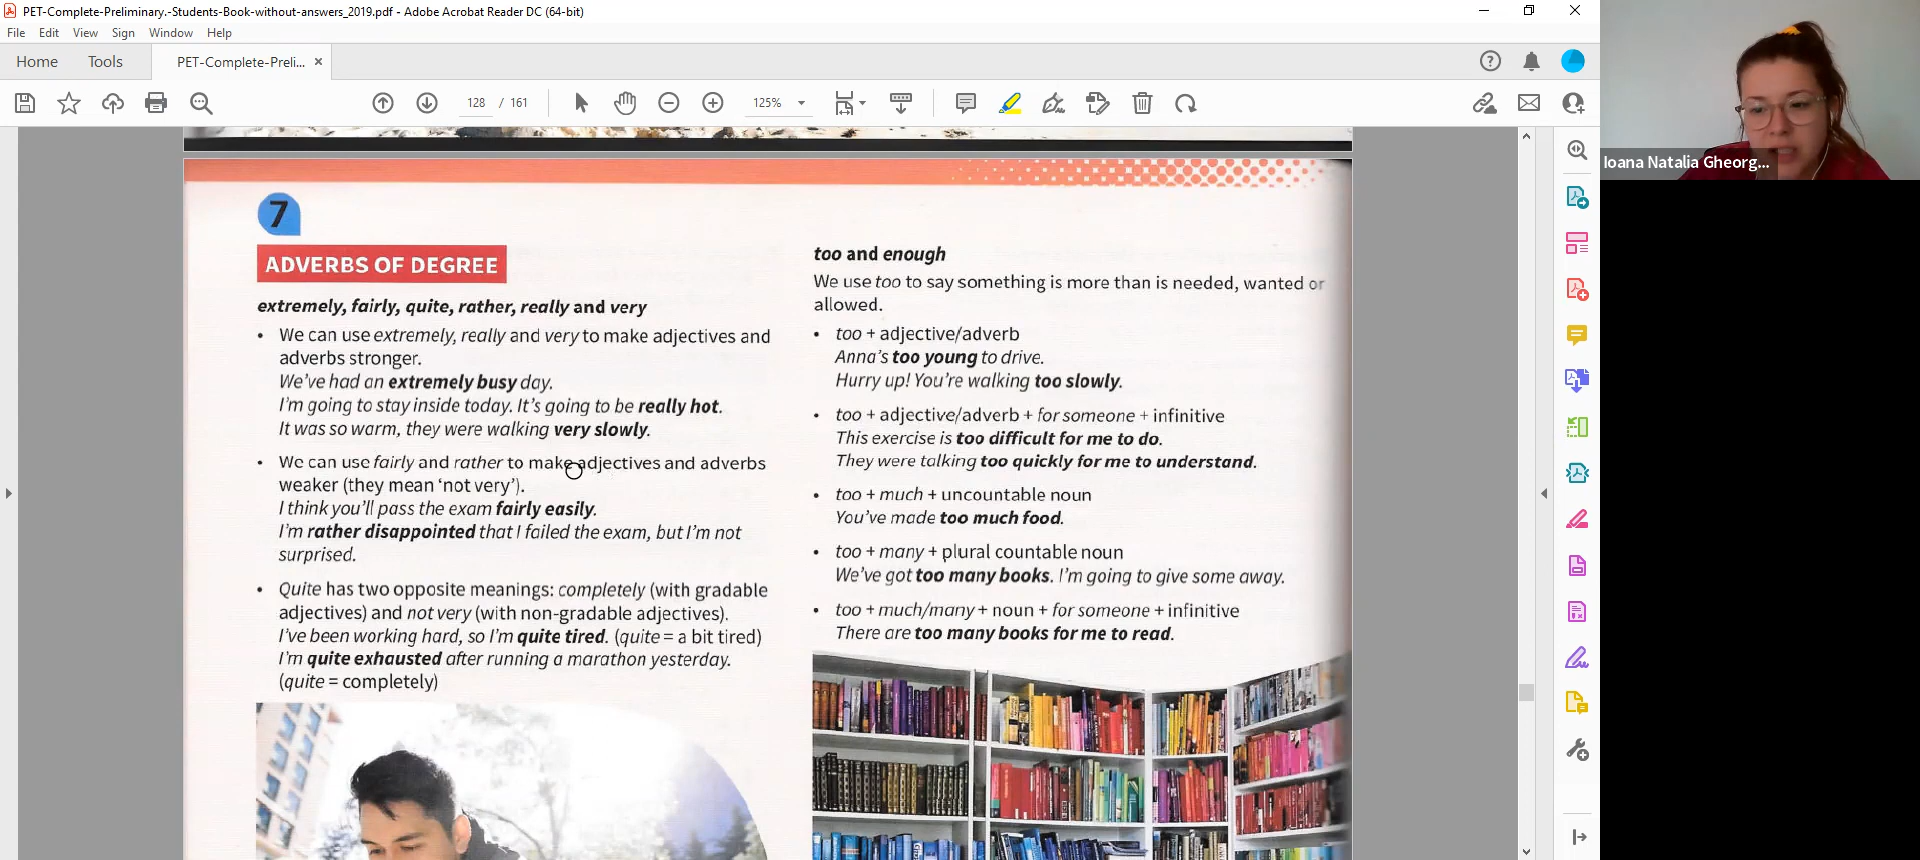 PET-Complete-Preliminary.-Students-Book-without-answers_2019.pdf - Adobe Acrobat Reader DC (64-bit)
File Edit View Sign Window Help
Home Tools PET-Complete-Preli... ×
128 / 161 125%
Ioana Natalia Gheorg...
7
ADVERBS OF DEGREE
extremely, fairly, quite, rather, really and very
• We can use extremely, really and very to make adjectives and
adverbs stronger.
We've had an extremely busy day.
I'm going to stay inside today. It's going to be really hot.
It was so warm, they were walking very slowly.
• We can use fairly and rather to make adjectives and adverbs
weaker (they mean 'not very').
I think you'll pass the exam fairly easily.
I'm rather disappointed that I failed the exam, but I'm not
surprised.
• Quite has two opposite meanings: completely (with gradable
adjectives) and not very (with non-gradable adjectives).
I've been working hard, so I'm quite tired. (quite = a bit tired)
I'm quite exhausted after running a marathon yesterday.
(quite = completely)
too and enough
We use too to say something is more than is needed, wanted or
allowed.
• too + adjective/adverb
Anna's too young to drive.
Hurry up! You're walking too slowly.
• too + adjective/adverb + for someone + infinitive
This exercise is too difficult for me to do.
They were talking too quickly for me to understand.
• too + much + uncountable noun
You've made too much food.
• too + many + plural countable noun
We've got too many books. I'm going to give some away.
• too + much/many + noun + for someone + infinitive
There are too many books for me to read.